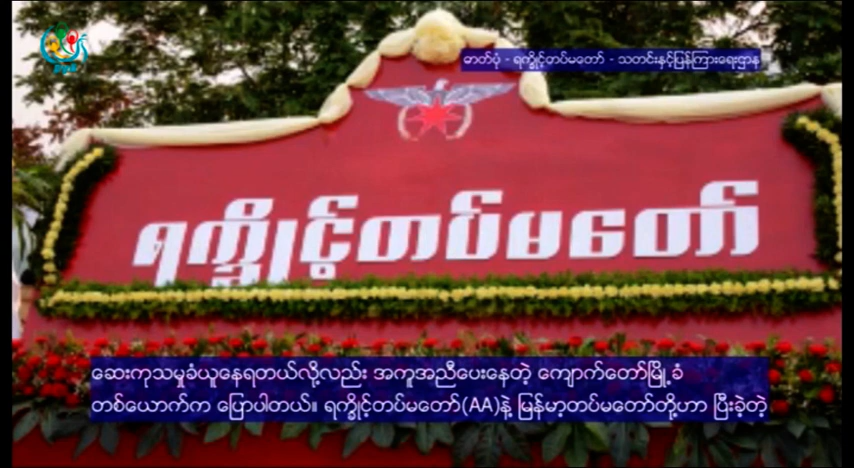 ဓာတ်ပုံ - ရက္ခိုင့်တပ်မတော် - သတင်းနှင့်ပြန်ကြားရေးဌာန
ရက္ခိုင့်တပ်မတော်
ဆေးကုသမှုခံယူနေရတယ်လို့လည်း အကူအညီပေးနေတဲ့ ကျောက်တော်မြို့ခံ
တစ်ယောက်က ပြောပါတယ်။ ရက္ခိုင့်တပ်မတော်(AA)နဲ့ မြန်မာ့တပ်မတော်တို့ဟာ ပြီးခဲ့တဲ့